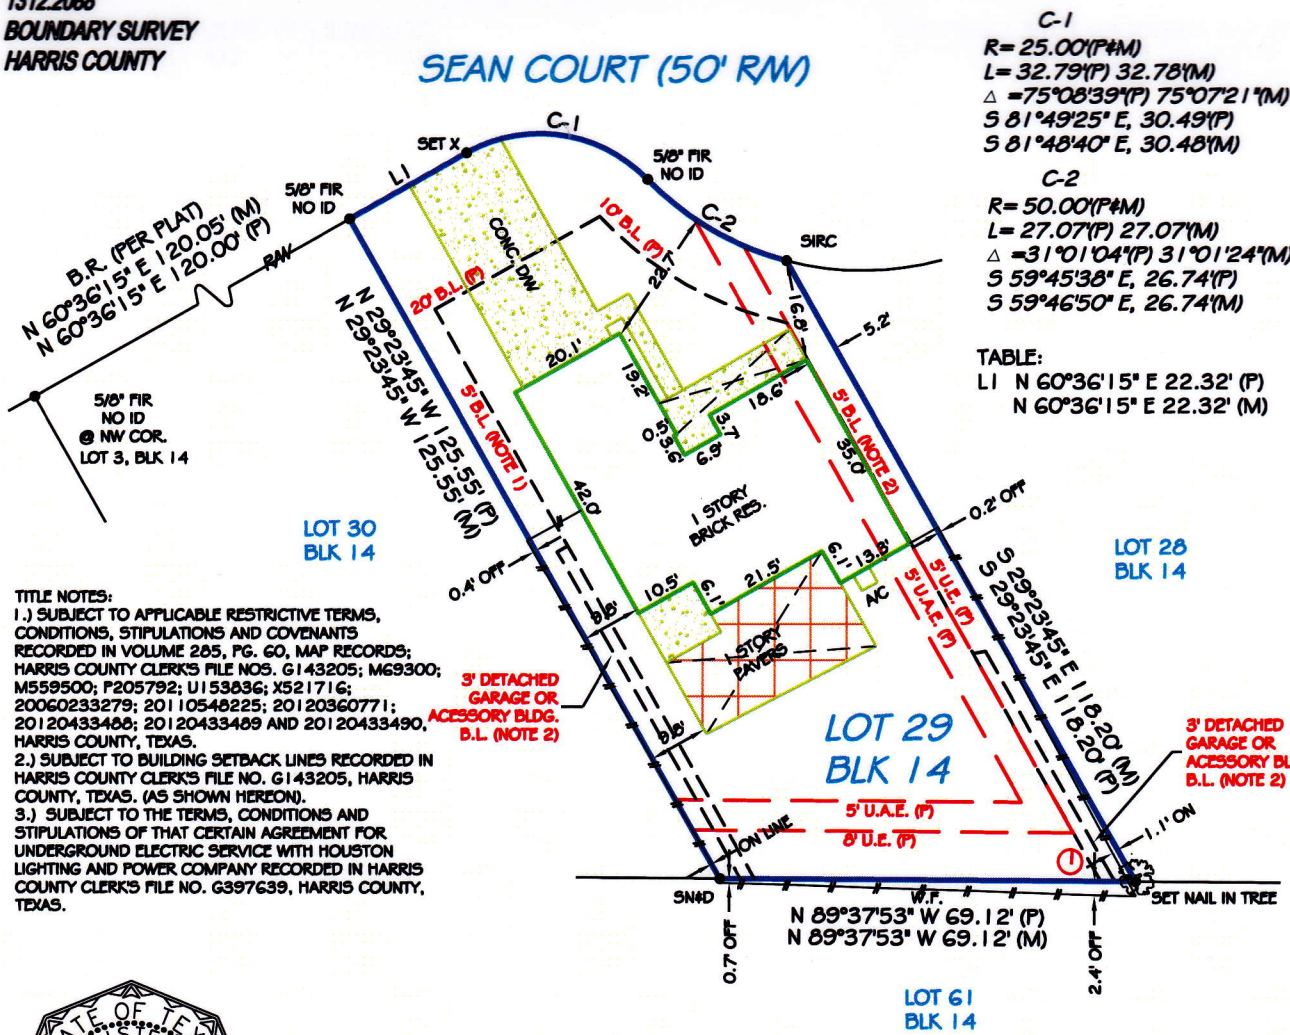 1312.2088
BOUNDARY SURVEY
HARRIS COUNTY
SEAN COURT (50' R/W)
C-1
R= 25.00'(P&M)
L= 32.79'(P) 32.78'(M)
△ =75°08'39"(P) 75°07'21"(M)
S 81°49'25" E, 30.49'(P)
S 81°48'40" E, 30.48'(M)
C-2
R= 50.00'(P&M)
L= 27.07'(P) 27.07'(M)
△ =31°01'04"(P) 31°01'24"(M)
S 59°45'38" E, 26.74'(P)
S 59°46'50" E, 26.74'(M)
TABLE:
L1 N 60°36'15" E 22.32' (P)
N 60°36'15" E 22.32' (M)
C-1
SET X
L1
5/8" FIR
NO ID
5/8" FIR
NO ID
C-2
SIRC
B.R. (PER PLAT)
N 60°36'15" E 120.05' (M)
N 60°36'15" E 120.00' (P)
R/W
5/8" FIR
NO ID
@ NW COR.
LOT 3, BLK 14
CONC. D/W
10' B.L. (P)
20' B.L. (P)
22.7'
16.8'
5.2'
N 29°23'45" W 125.55' (P)
N 29°23'45" W 125.55' (M)
5' B.L. (NOTE 1)
20.1'
19.2'
0.5'
3.6'
6.9'
3.7'
18.6'
5' B.L. (NOTE 2)
35.0'
42.0'
1 STORY
BRICK RES.
LOT 30
BLK 14
0.4' OFF
0.2' OFF
LOT 28
BLK 14
10.5'
6.1'
21.5'
6.1'
13.8'
A/C
9.8'
1-STORY
PAVERS
9.8'
5' U.E. (P)
5' U.A.E. (P)
S 29°23'45" E 118.20' (M)
S 29°23'45" E 118.20' (P)
TITLE NOTES:
1.) SUBJECT TO APPLICABLE RESTRICTIVE TERMS,
CONDITIONS, STIPULATIONS AND COVENANTS
RECORDED IN VOLUME 285, PG. 60, MAP RECORDS;
HARRIS COUNTY CLERK'S FILE NOS. G143205; M69300;
M559500; P205792; U153836; X521716;
20060233279; 20110548225; 20120360771;
20120433488; 20120433489 AND 20120433490,
HARRIS COUNTY, TEXAS.
2.) SUBJECT TO BUILDING SETBACK LINES RECORDED IN
HARRIS COUNTY CLERK'S FILE NO. G143205, HARRIS
COUNTY, TEXAS. (AS SHOWN HEREON).
3.) SUBJECT TO THE TERMS, CONDITIONS AND
STIPULATIONS OF THAT CERTAIN AGREEMENT FOR
UNDERGROUND ELECTRIC SERVICE WITH HOUSTON
LIGHTING AND POWER COMPANY RECORDED IN HARRIS
COUNTY CLERK'S FILE NO. G397639, HARRIS COUNTY,
TEXAS.
3' DETACHED
GARAGE OR
ACESSORY BLDG.
B.L. (NOTE 2)
LOT 29
BLK 14
3' DETACHED
GARAGE OR
ACESSORY BL
B.L. (NOTE 2)
5' U.A.E. (P)
8' U.E. (P)
ON LINE
1
1.1' ON
SN&D
W.F.
SET NAIL IN TREE
N 89°37'53" W 69.12' (P)
N 89°37'53" W 69.12' (M)
0.7' OFF
2.4' OFF
LOT 61
BLK 14